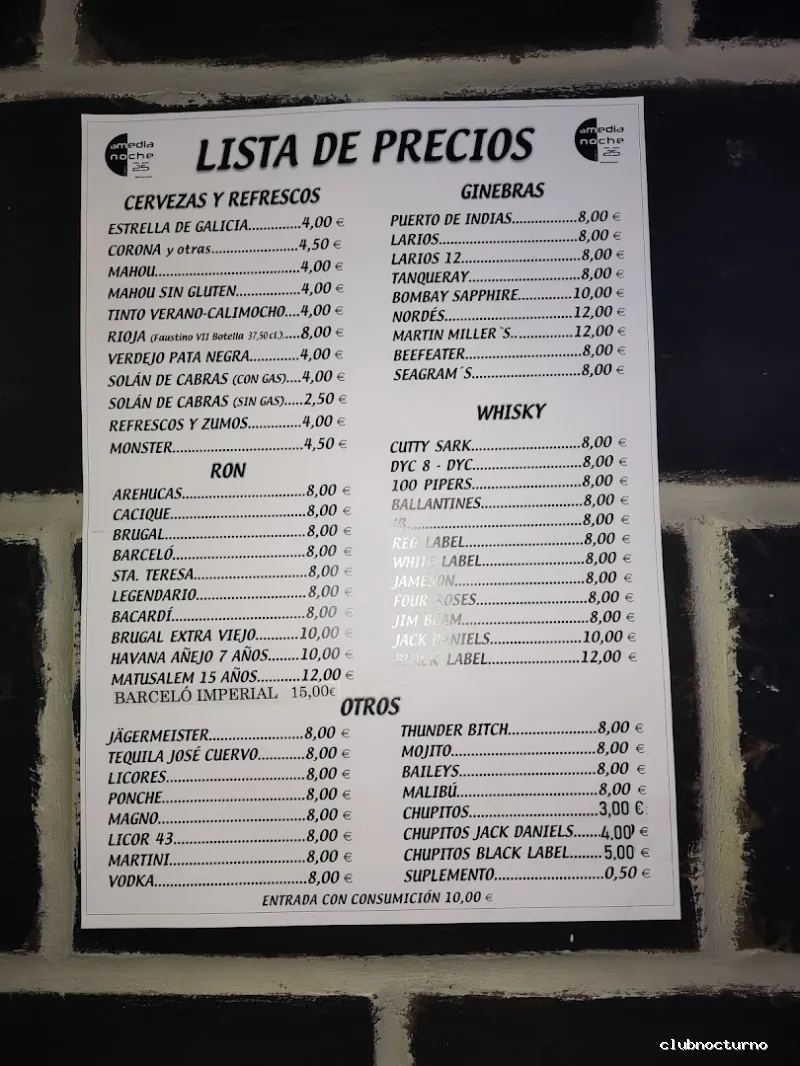 amedia
noche
25
LISTA DE PRECIOS
amedia
noche
25
CERVEZAS Y REFRESCOS
ESTRELLA DE GALICIA.............4,00 €
CORONA y otras......................4,50 €
MAHOU....................................4,00 €
MAHOU SIN GLUTEN................4,00 €
TINTO VERANO-CALIMOCHO....4,00 €
RIOJA (Faustino VII Botella 37,50 cl.).....8,00 €
VERDEJO PATA NEGRA............4,00 €
SOLÁN DE CABRAS (CON GAS)....4,00 €
SOLÁN DE CABRAS (SIN GAS).....2,50 €
REFRESCOS Y ZUMOS.............4,00 €
MONSTER................................4,50 €
RON
AREHUCAS..............................8,00 €
CACIQUE.................................8,00 €
BRUGAL..................................8,00 €
BARCELÓ................................8,00 €
STA. TERESA...........................8,00 €
LEGENDARIO..........................8,00 €
BACARDÍ................................8,00 €
BRUGAL EXTRA VIEJO..........10,00 €
HAVANA AÑEJO 7 AÑOS.......10,00 €
MATUSALEM 15 AÑOS..........12,00 €
BARCELÓ IMPERIAL 15,00€
GINEBRAS
PUERTO DE INDIAS...............8,00 €
LARIOS.................................8,00 €
LARIOS 12............................8,00 €
TANQUERAY..........................8,00 €
BOMBAY SAPPHIRE............10,00 €
NORDÉS..............................12,00 €
MARTIN MILLER`S..............12,00 €
BEEFEATER...........................8,00 €
SEAGRAM´S..........................8,00 €
WHISKY
CUTTY SARK.........................8,00 €
DYC 8 - DYC.........................8,00 €
100 PIPERS...........................8,00 €
BALLANTINES.......................8,00 €
JB..........................................8,00 €
RED LABEL............................8,00 €
WHITE LABEL.......................8,00 €
JAMESON..............................8,00 €
FOUR ROSES.........................8,00 €
JIM BEAM.............................8,00 €
JACK DANIELS....................10,00 €
BLACK LABEL.....................12,00 €
OTROS
JÄGERMEISTER......................8,00 €
TEQUILA JOSÉ CUERVO..........8,00 €
LICORES.................................8,00 €
PONCHE.................................8,00 €
MAGNO..................................8,00 €
LICOR 43................................8,00 €
MARTINI.................................8,00 €
VODKA...................................8,00 €
THUNDER BITCH....................8,00 €
MOJITO..................................8,00 €
BAILEYS.................................8,00 €
MALIBÚ.................................8,00 €
CHUPITOS..............................3,00 €
CHUPITOS JACK DANIELS......4,00 €
CHUPITOS BLACK LABEL.......5,00 €
SUPLEMENTO.........................0,50 €
ENTRADA CON CONSUMICIÓN 10,00 €
clubnocturno